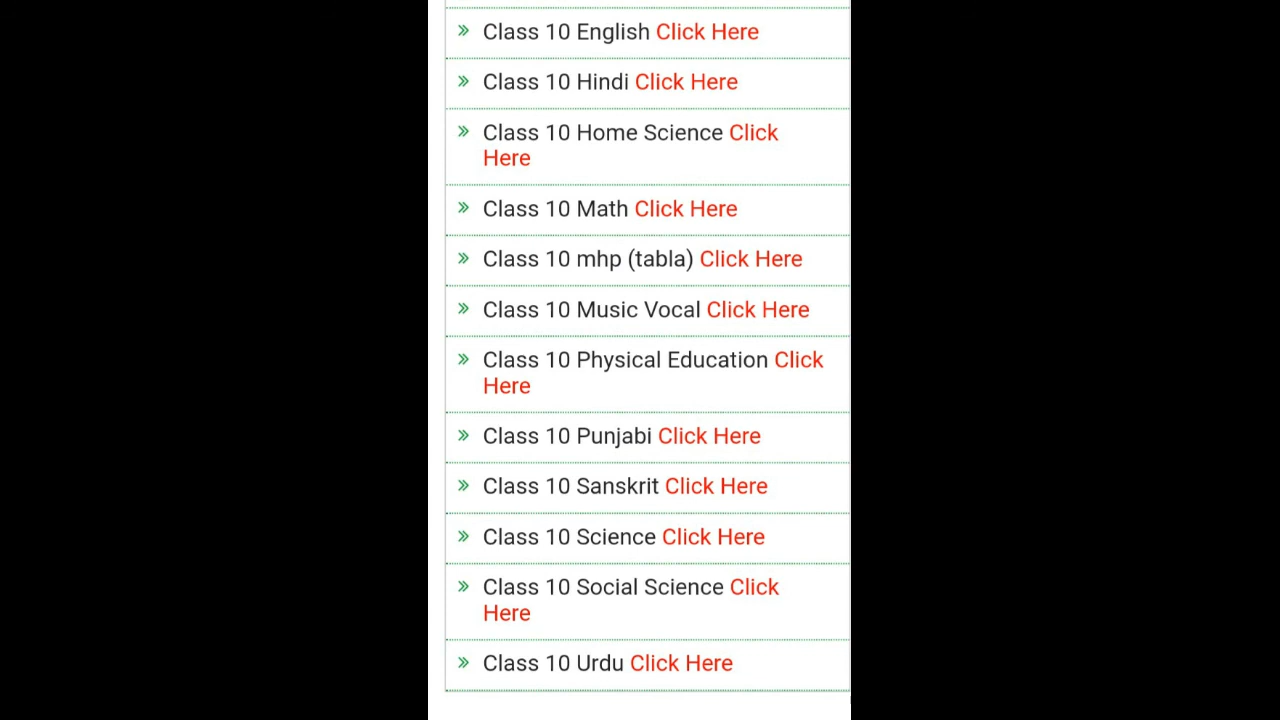 Class 10 English Click Here
Class 10 Hindi Click Here
Class 10 Home Science Click
Here
Class 10 Math Click Here
Class 10 mhp (tabla) Click Here
Class 10 Music Vocal Click Here
Class 10 Physical Education Click
Here
Class 10 Punjabi Click Here
Class 10 Sanskrit Click Here
Class 10 Science Click Here
Class 10 Social Science Click
Here
Class 10 Urdu Click Here